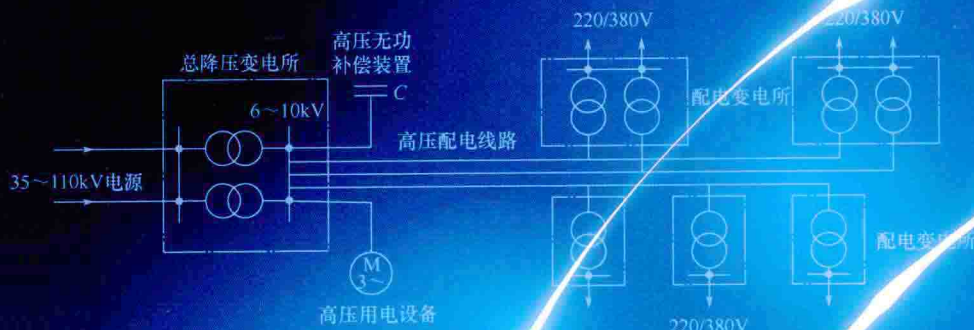 220/380V
220/380V
高压无功
补偿装置
总降压变电所
C
6～10kV
配电变电所
高压配电线路
35～110kV电源
配电变电所
M
3～
高压用电设备
220/380V